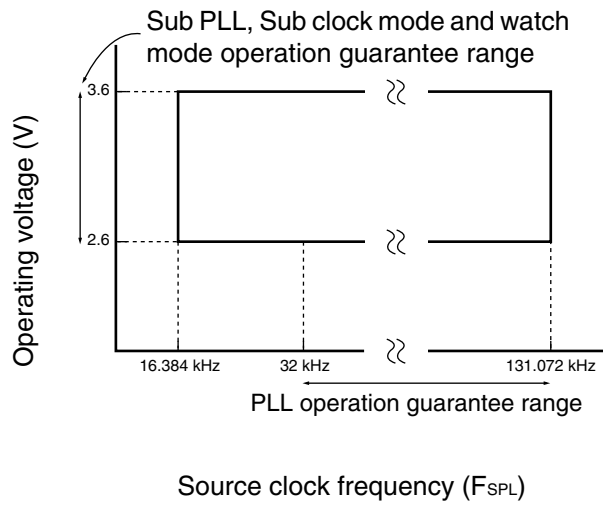 Sub PLL, Sub clock mode and watch
mode operation guarantee range
Operating voltage (V)
3.6
2.6
16.384 kHz
32 kHz
131.072 kHz
PLL operation guarantee range
Source clock frequency (FSPL)